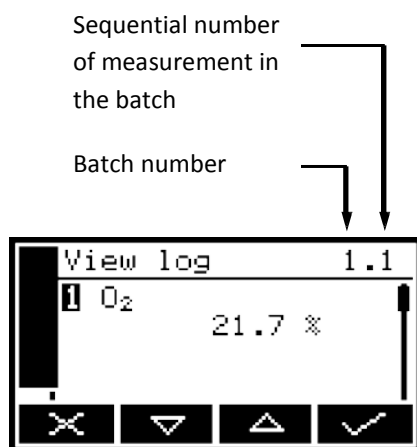 Sequential number
of measurement in
the batch
Batch number
View log 1.1
1 O₂
21.7 %